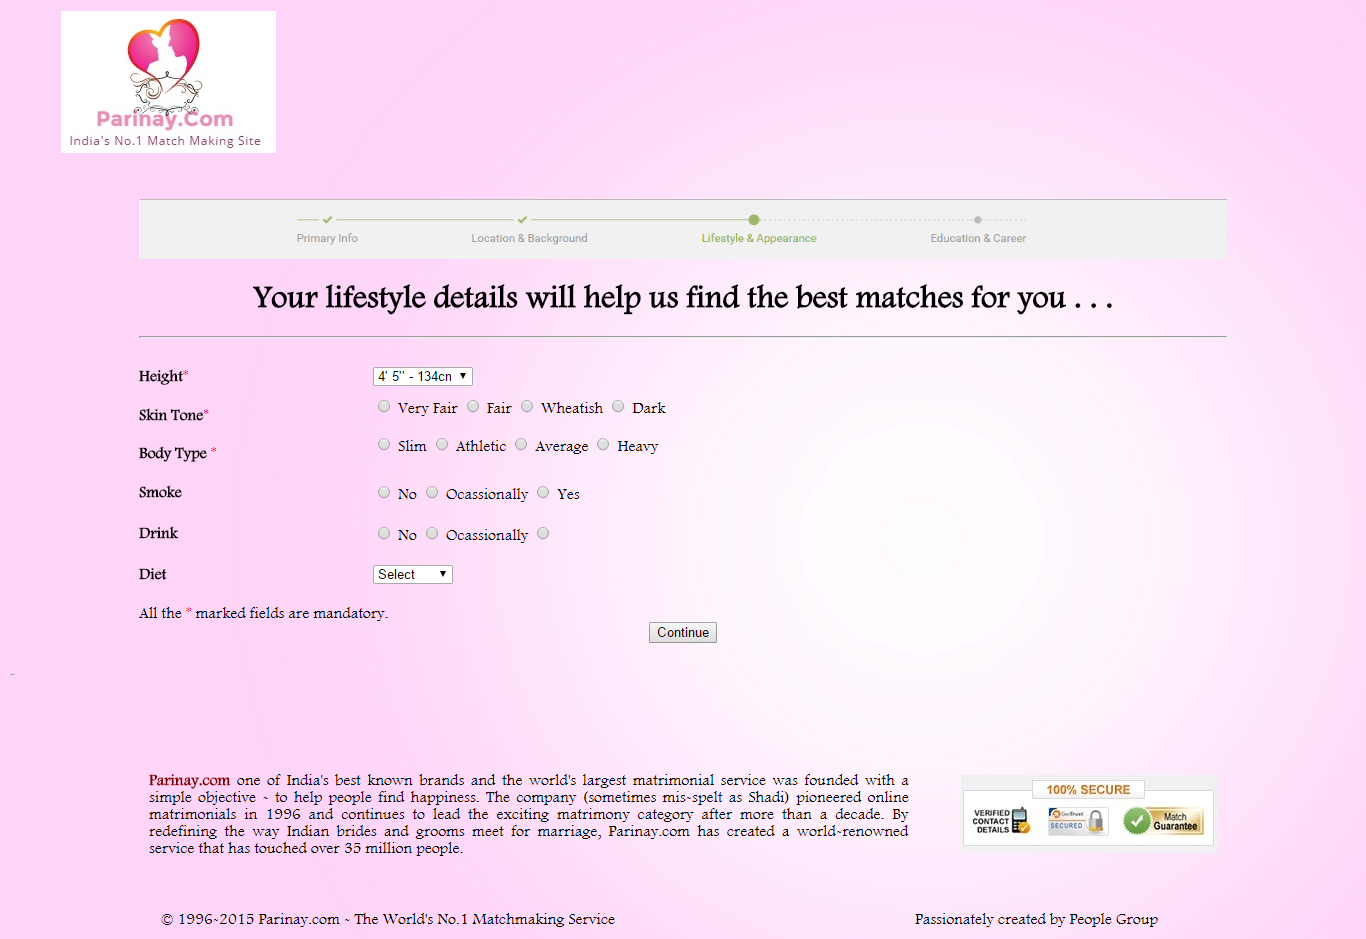 Parinay.Com
India's No.1 Match Making Site
Primary Info Location & Background Lifestyle & Appearance Education & Career
Your lifestyle details will help us find the best matches for you . . .
Height* 4' 5" - 134cn
Skin Tone* Very Fair Fair Wheatish Dark
Body Type * Slim Athletic Average Heavy
Smoke No Ocassionally Yes
Drink No Ocassionally
Diet Select
All the * marked fields are mandatory.
Continue
Parinay.com one of India's best known brands and the world's largest matrimonial service was founded with a
simple objective - to help people find happiness. The company (sometimes mis-spelt as Shadi) pioneered online
matrimonials in 1996 and continues to lead the exciting matrimony category after more than a decade. By
redefining the way Indian brides and grooms meet for marriage, Parinay.com has created a world-renowned
service that has touched over 35 million people.
100% SECURE
VERIFIED
CONTACT
DETAILS
GeoTrust
SECURED
Match
Guarantee
© 1996-2015 Parinay.com - The World's No.1 Matchmaking Service Passionately created by People Group